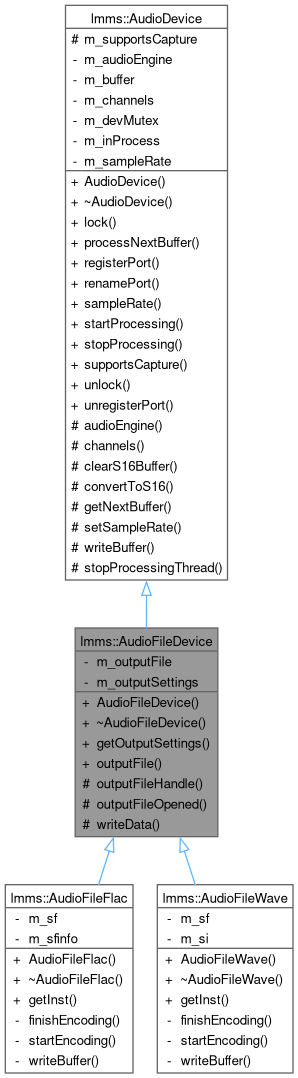 lmms::AudioDevice
# m_supportsCapture
- m_audioEngine
- m_buffer
- m_channels
- m_devMutex
- m_inProcess
- m_sampleRate
+ AudioDevice()
+ ~AudioDevice()
+ lock()
+ processNextBuffer()
+ registerPort()
+ renamePort()
+ sampleRate()
+ startProcessing()
+ stopProcessing()
+ supportsCapture()
+ unlock()
+ unregisterPort()
# audioEngine()
# channels()
# clearS16Buffer()
# convertToS16()
# getNextBuffer()
# setSampleRate()
# writeBuffer()
# stopProcessingThread()
lmms::AudioFileDevice
- m_outputFile
- m_outputSettings
+ AudioFileDevice()
+ ~AudioFileDevice()
+ getOutputSettings()
+ outputFile()
# outputFileHandle()
# outputFileOpened()
# writeData()
lmms::AudioFileFlac
- m_sf
- m_sfinfo
+ AudioFileFlac()
+ ~AudioFileFlac()
+ getInst()
- finishEncoding()
- startEncoding()
- writeBuffer()
lmms::AudioFileWave
- m_sf
- m_si
+ AudioFileWave()
+ ~AudioFileWave()
+ getInst()
- finishEncoding()
- startEncoding()
- writeBuffer()